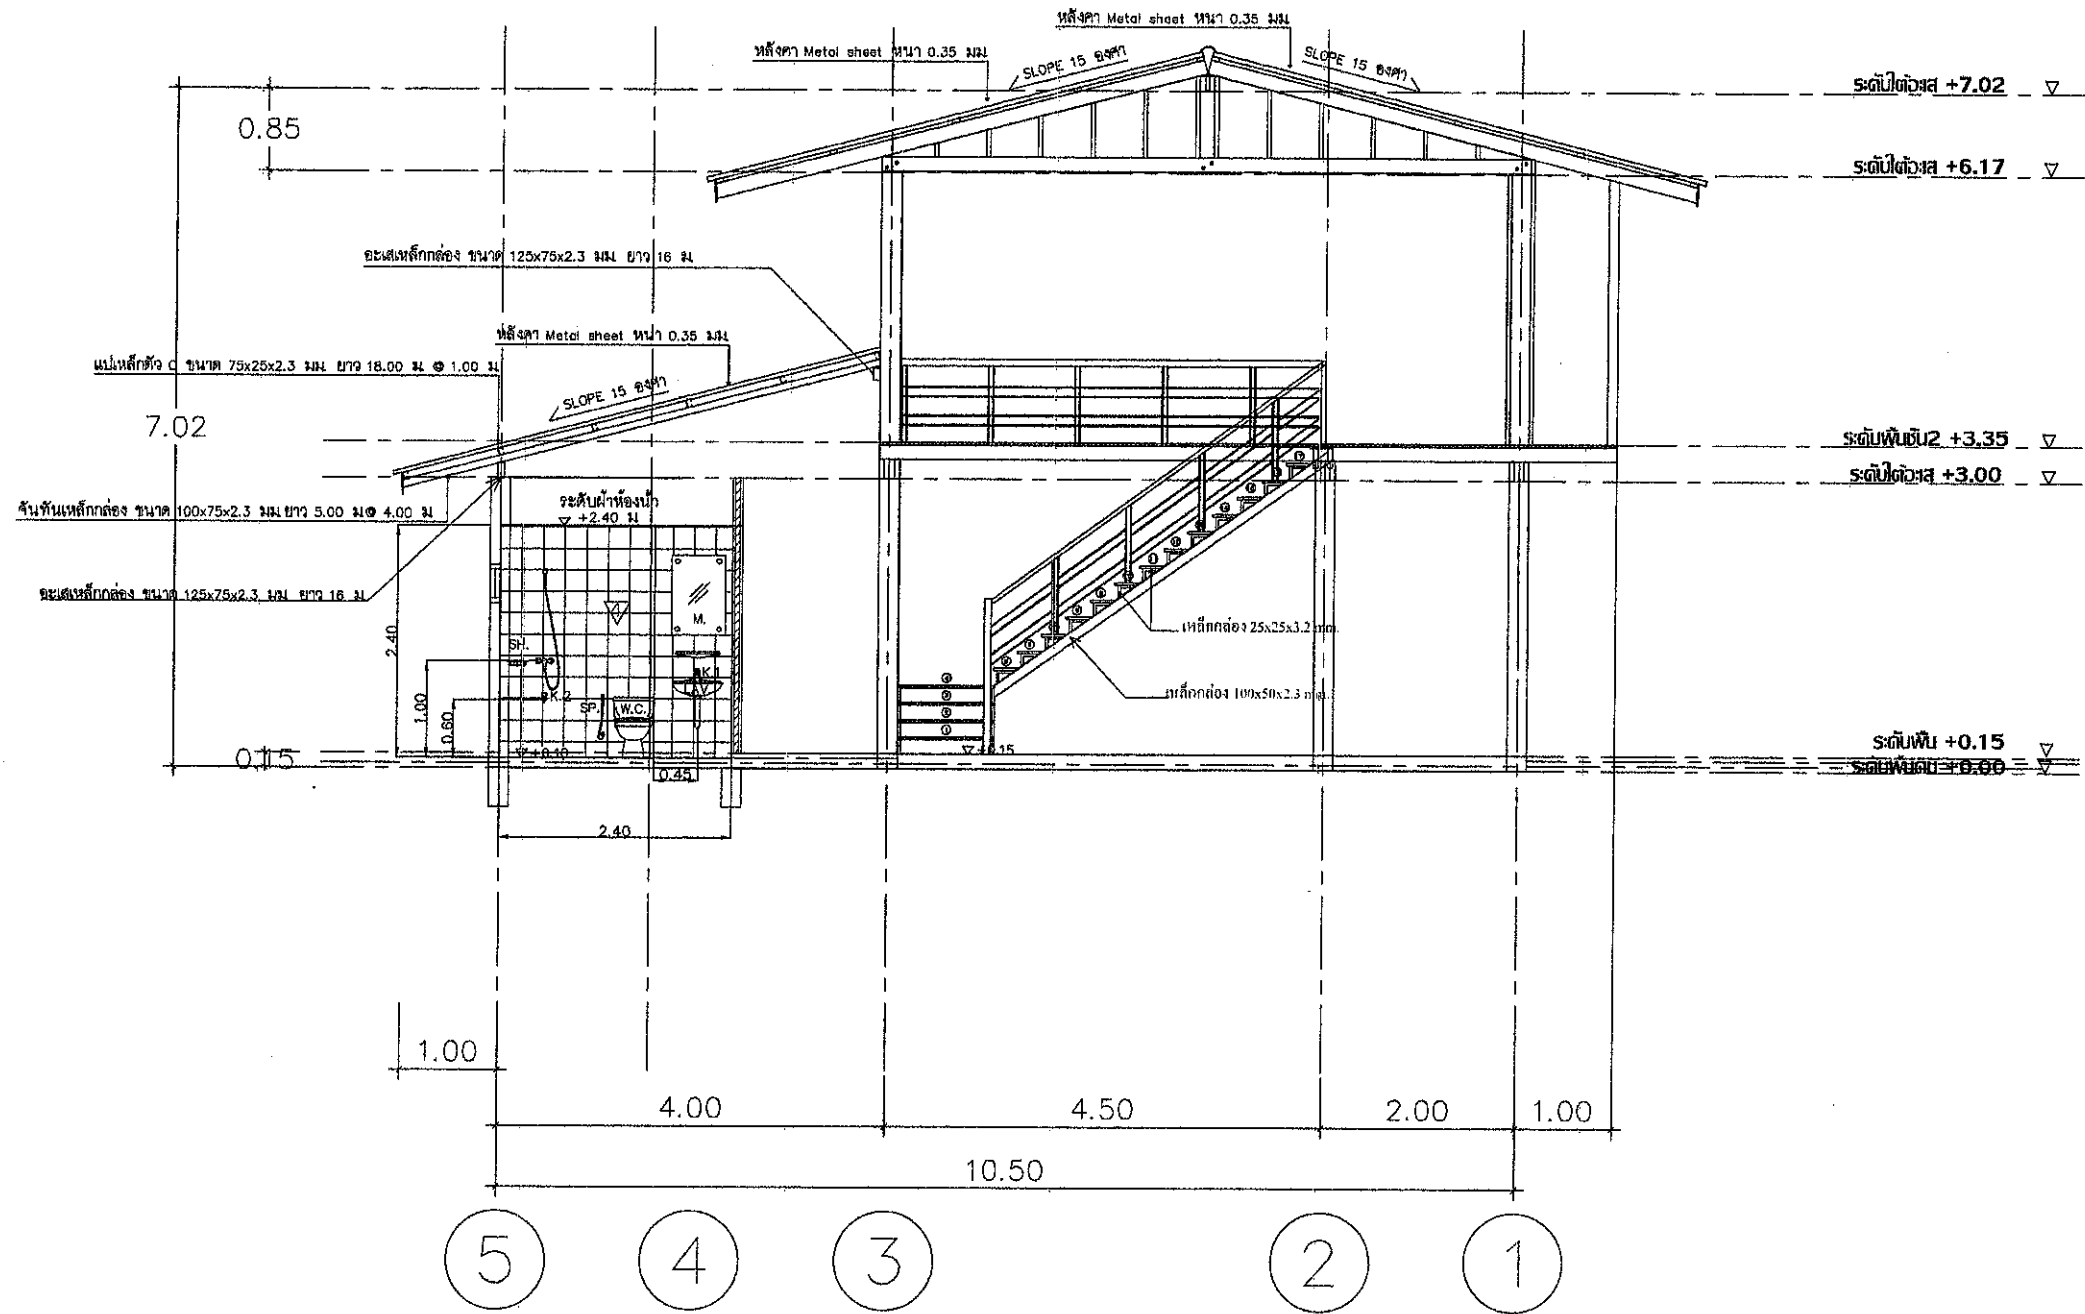 หลังคา Metal sheet หนา 0.35 มม.
หลังคา Metal sheet หนา 0.35 มม.
SLOPE 15 องศา
SLOPE 15 องศา
ระดับใต้อะเส +7.02
0.85
ระดับใต้อะเส +6.17
อะเสเหล็กกล่อง ขนาด 125x75x2.3 มม. ยาว 16 ม.
หลังคา Metal sheet หนา 0.35 มม.
แปเหล็กตัว C ขนาด 75x25x2.3 มม. ยาว 18.00 ม. @ 1.00 ม.
SLOPE 15 องศา
7.02
ระดับพื้นชั้น2 +3.35
ระดับใต้อะเส +3.00
จันทันเหล็กกล่อง ขนาด 100x75x2.3 มม. ยาว 5.00 ม.@ 4.00 ม.
ระดับฝ้าห้องน้ำ
+2.40 ม.
อะเสเหล็กกล่อง ขนาด 125x75x2.3 มม. ยาว 16 ม.
2.40
M.
เหล็กกล่อง 25x25x3.2 mm.
SH.
K.1
เหล็กกล่อง 100x50x2.3 mm.
1.00
0.60
K.2
SP.
W.C.
+0.10
+0.15
ระดับพื้น +0.15
0.15
ระดับพื้นดิน +0.00
0.45
2.40
1.00
4.00
4.50
2.00
1.00
10.50
5
4
3
2
1